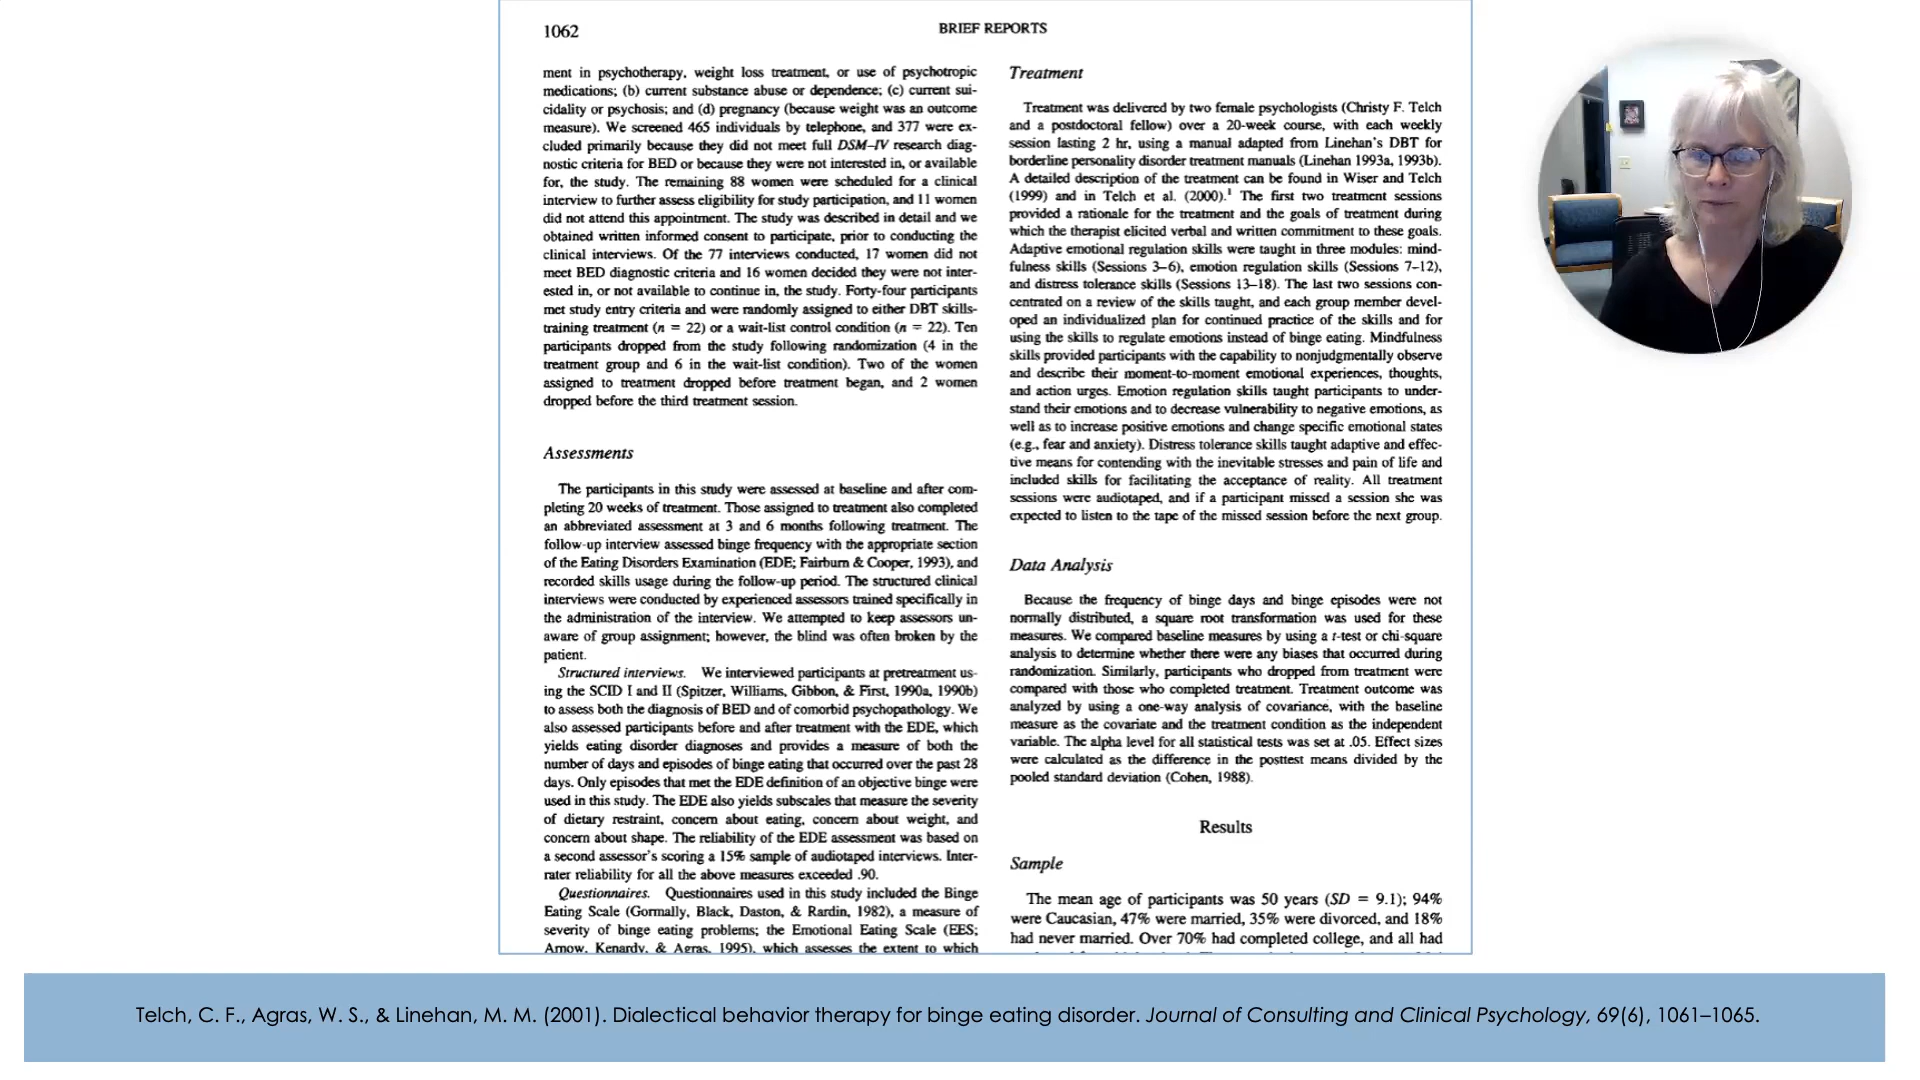 1062
BRIEF REPORTS
ment in psychotherapy, weight loss treatment, or use of psychotropic
medications; (b) current substance abuse or dependence; (c) current sui-
cidality or psychosis; and (d) pregnancy (because weight was an outcome
measure). We screened 465 individuals by telephone, and 377 were ex-
cluded primarily because they did not meet full DSM–IV research diag-
nostic criteria for BED or because they were not interested in, or available
for, the study. The remaining 88 women were scheduled for a clinical
interview to further assess eligibility for study participation, and 11 women
did not attend this appointment. The study was described in detail and we
obtained written informed consent to participate, prior to conducting the
clinical interviews. Of the 77 interviews conducted, 17 women did not
meet BED diagnostic criteria and 16 women decided they were not inter-
ested in, or not available to continue in, the study. Forty-four participants
met study entry criteria and were randomly assigned to either DBT skills-
training treatment (n = 22) or a wait-list control condition (n = 22). Ten
participants dropped from the study following randomization (4 in the
treatment group and 6 in the wait-list condition). Two of the women
assigned to treatment dropped before treatment began, and 2 women
dropped before the third treatment session.
Assessments
The participants in this study were assessed at baseline and after com-
pleting 20 weeks of treatment. Those assigned to treatment also completed
an abbreviated assessment at 3 and 6 months following treatment. The
follow-up interview assessed binge frequency with the appropriate section
of the Eating Disorders Examination (EDE; Fairburn & Cooper, 1993), and
recorded skills usage during the follow-up period. The structured clinical
interviews were conducted by experienced assessors trained specifically in
the administration of the interview. We attempted to keep assessors un-
aware of group assignment; however, the blind was often broken by the
patient.
Structured interviews. We interviewed participants at pretreatment us-
ing the SCID I and II (Spitzer, Williams, Gibbon, & First, 1990a, 1990b)
to assess both the diagnosis of BED and of comorbid psychopathology. We
also assessed participants before and after treatment with the EDE, which
yields eating disorder diagnoses and provides a measure of both the
number of days and episodes of binge eating that occurred over the past 28
days. Only episodes that met the EDE definition of an objective binge were
used in this study. The EDE also yields subscales that measure the severity
of dietary restraint, concern about eating, concern about weight, and
concern about shape. The reliability of the EDE assessment was based on
a second assessor's scoring a 15% sample of audiotaped interviews. Inter-
rater reliability for all the above measures exceeded .90.
Questionnaires. Questionnaires used in this study included the Binge
Eating Scale (Gormally, Black, Daston, & Rardin, 1982), a measure of
severity of binge eating problems; the Emotional Eating Scale (EES;
Arnow, Kenardy, & Agras, 1995), which assesses the extent to which
Treatment
Treatment was delivered by two female psychologists (Christy F. Telch
and a postdoctoral fellow) over a 20-week course, with each weekly
session lasting 2 hr, using a manual adapted from Linehan's DBT for
borderline personality disorder treatment manuals (Linehan 1993a, 1993b).
A detailed description of the treatment can be found in Wiser and Telch
(1999) and in Telch et al. (2000).¹ The first two treatment sessions
provided a rationale for the treatment and the goals of treatment during
which the therapist elicited verbal and written commitment to these goals.
Adaptive emotional regulation skills were taught in three modules: mind-
fulness skills (Sessions 3–6), emotion regulation skills (Sessions 7–12),
and distress tolerance skills (Sessions 13–18). The last two sessions con-
centrated on a review of the skills taught, and each group member devel-
oped an individualized plan for continued practice of the skills and for
using the skills to regulate emotions instead of binge eating. Mindfulness
skills provided participants with the capability to nonjudgmentally observe
and describe their moment-to-moment emotional experiences, thoughts,
and action urges. Emotion regulation skills taught participants to under-
stand their emotions and to decrease vulnerability to negative emotions, as
well as to increase positive emotions and change specific emotional states
(e.g., fear and anxiety). Distress tolerance skills taught adaptive and effec-
tive means for contending with the inevitable stresses and pain of life and
included skills for facilitating the acceptance of reality. All treatment
sessions were audiotaped, and if a participant missed a session she was
expected to listen to the tape of the missed session before the next group.
Data Analysis
Because the frequency of binge days and binge episodes were not
normally distributed, a square root transformation was used for these
measures. We compared baseline measures by using a t-test or chi-square
analysis to determine whether there were any biases that occurred during
randomization. Similarly, participants who dropped from treatment were
compared with those who completed treatment. Treatment outcome was
analyzed by using a one-way analysis of covariance, with the baseline
measure as the covariate and the treatment condition as the independent
variable. The alpha level for all statistical tests was set at .05. Effect sizes
were calculated as the difference in the posttest means divided by the
pooled standard deviation (Cohen, 1988).
Results
Sample
The mean age of participants was 50 years (SD = 9.1); 94%
were Caucasian, 47% were married, 35% were divorced, and 18%
had never married. Over 70% had completed college, and all had
Telch, C. F., Agras, W. S., & Linehan, M. M. (2001). Dialectical behavior therapy for binge eating disorder. Journal of Consulting and Clinical Psychology, 69(6), 1061–1065.